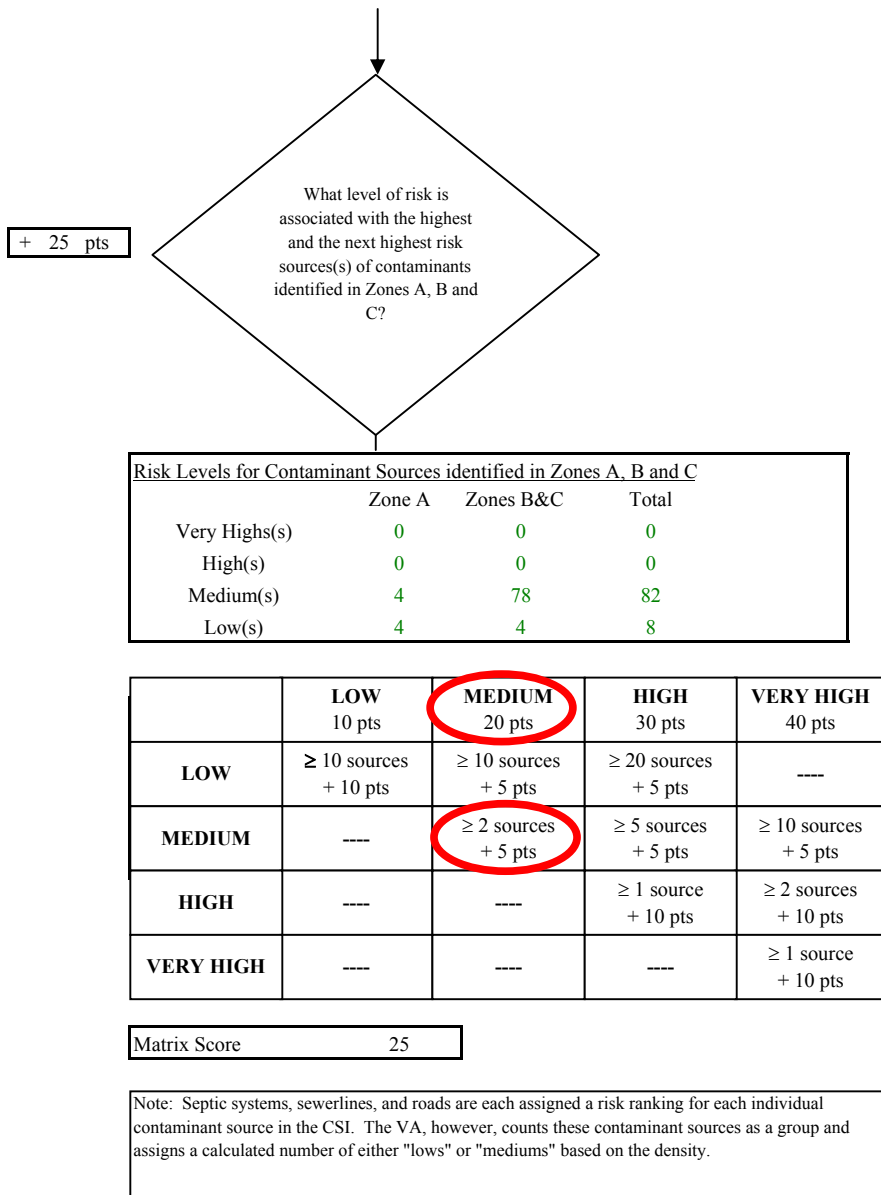 What level of risk is
associated with the highest
and the next highest risk
sources(s) of contaminants
identified in Zones A, B and
C?
+ 25 pts
Risk Levels for Contaminant Sources identified in Zones A, B and C
Zone A Zones B&C Total
Very Highs(s) 0 0 0
High(s) 0 0 0
Medium(s) 4 78 82
Low(s) 4 4 8
LOW MEDIUM HIGH VERY HIGH
10 pts 20 pts 30 pts 40 pts
LOW ≥ 10 sources ≥ 10 sources ≥ 20 sources ----
+ 10 pts + 5 pts + 5 pts
MEDIUM ---- ≥ 2 sources ≥ 5 sources ≥ 10 sources
+ 5 pts + 5 pts + 5 pts
HIGH ---- ---- ≥ 1 source ≥ 2 sources
+ 10 pts + 10 pts
VERY HIGH ---- ---- ---- ≥ 1 source
+ 10 pts
Matrix Score 25
Note: Septic systems, sewerlines, and roads are each assigned a risk ranking for each individual
contaminant source in the CSI. The VA, however, counts these contaminant sources as a group and
assigns a calculated number of either "lows" or "mediums" based on the density.